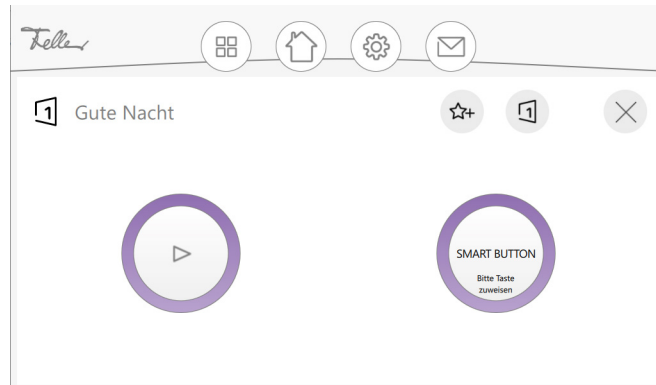 Feller
1
Gute Nacht
1
SMART BUTTON
Bitte Taste
zuweisen